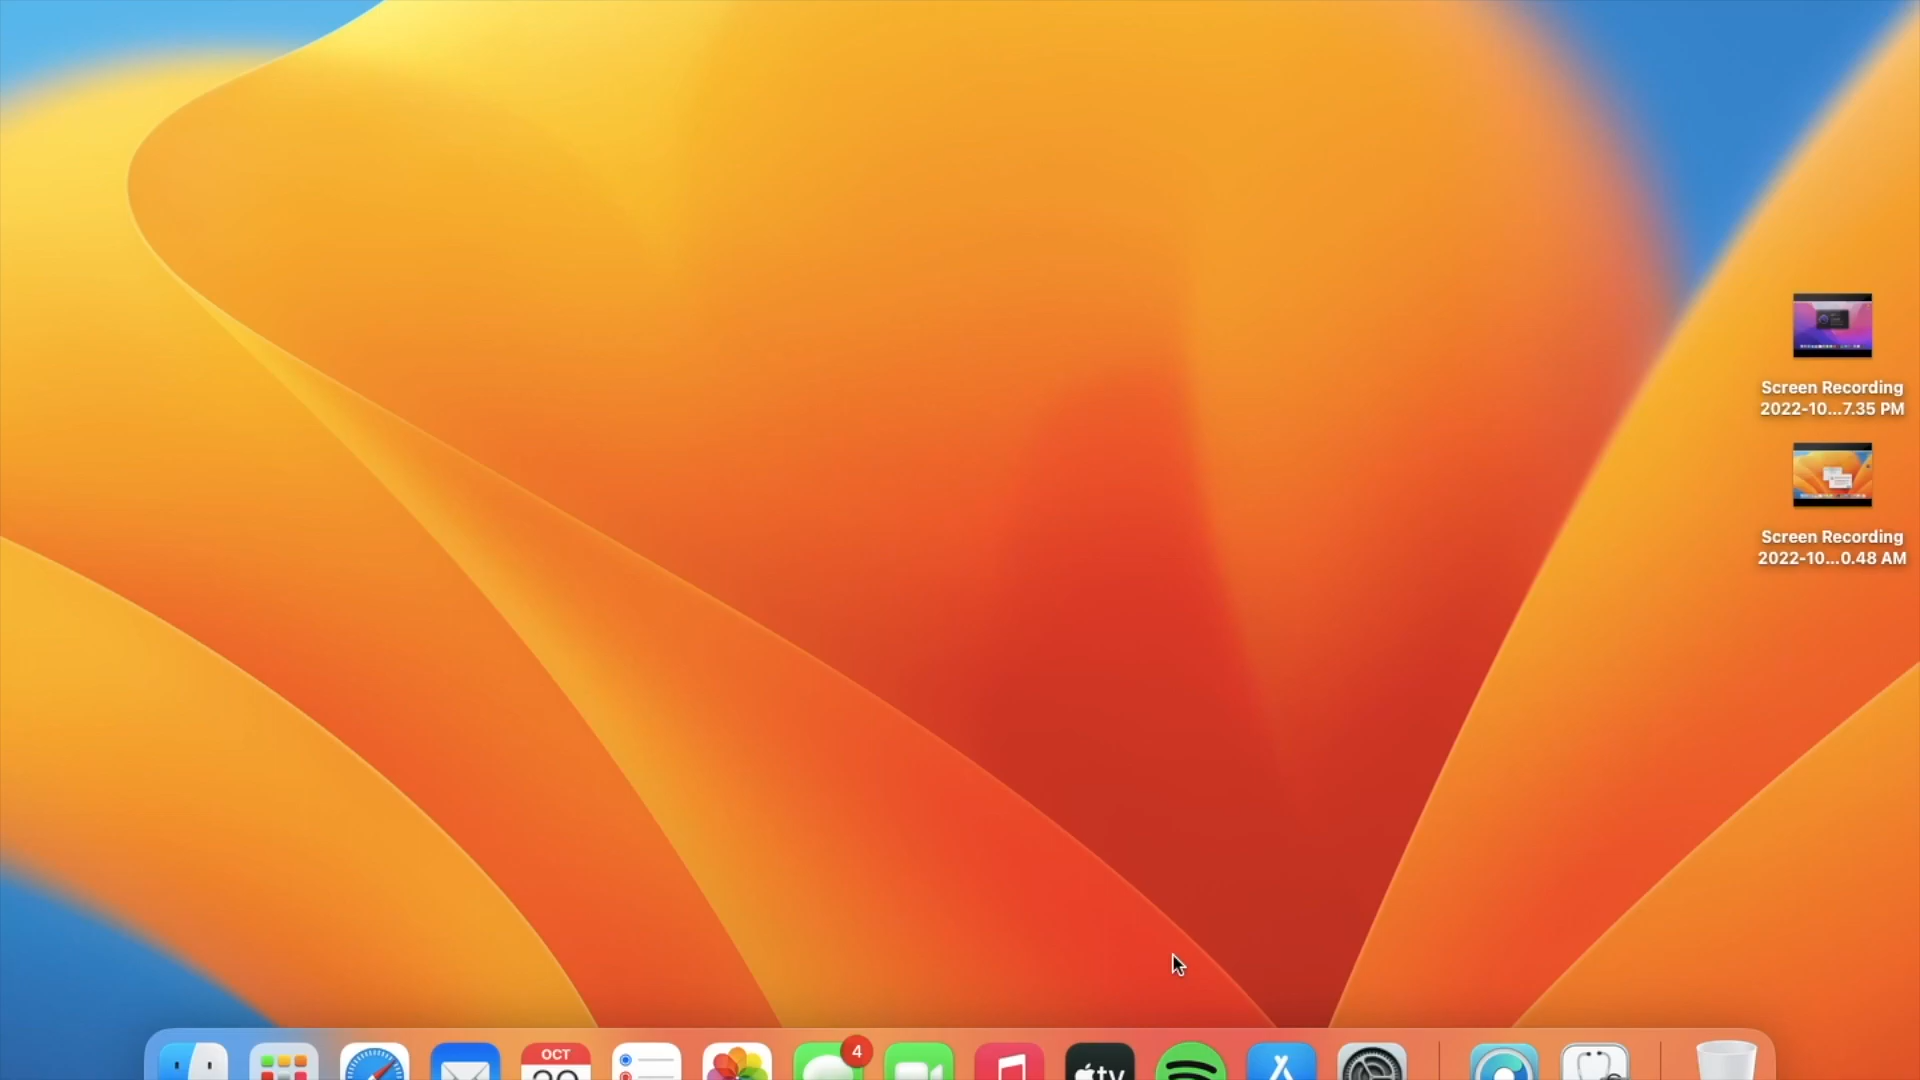 Screen Recording
2022-10...7.35 PM
Screen Recording
2022-10...0.48 AM
OCT
4
tv